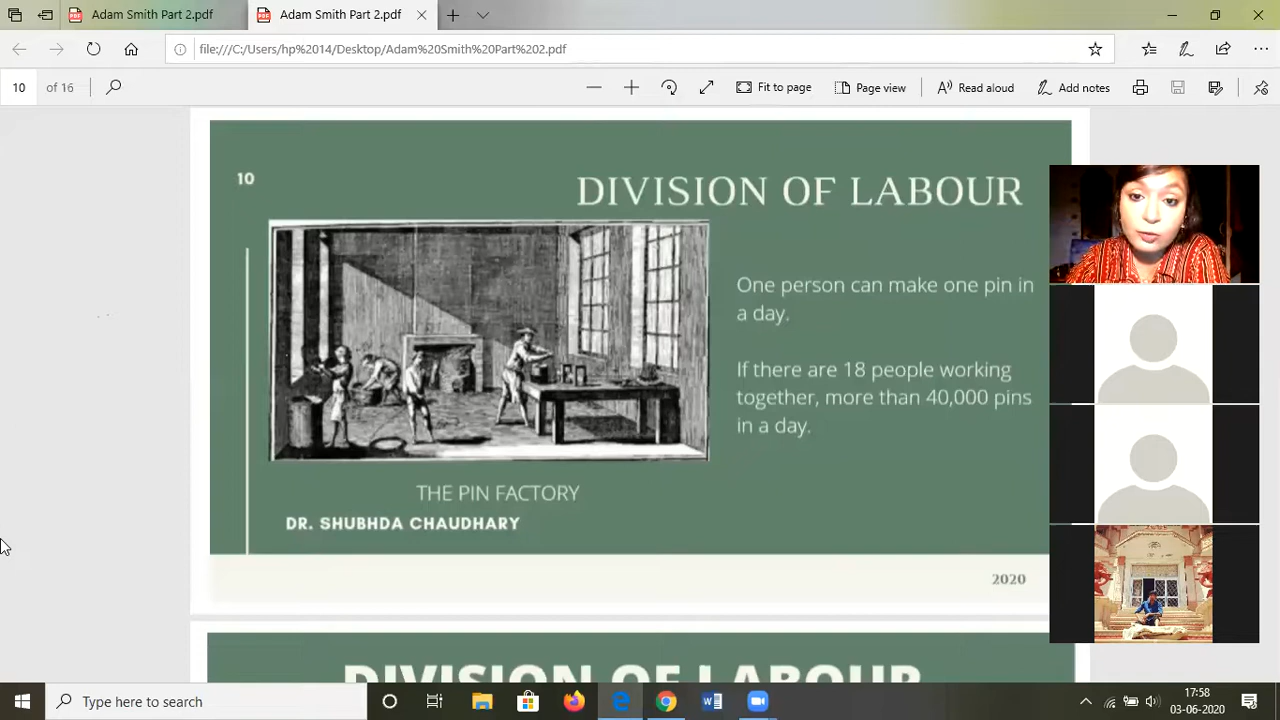 Adam Smith Part 2.pdf
Adam Smith Part 2.pdf
file:///C:/Users/hp%2014/Desktop/Adam%20Smith%20Part%202.pdf
10 of 16
Fit to page
Page view
Read aloud
Add notes
10
DIVISION OF LABOUR
One person can make one pin in
a day.
If there are 18 people working
together, more than 40,000 pins
in a day.
THE PIN FACTORY
DR. SHUBHDA CHAUDHARY
2020
DIVISION OF LABOUR
Type here to search
17:58
03-06-2020